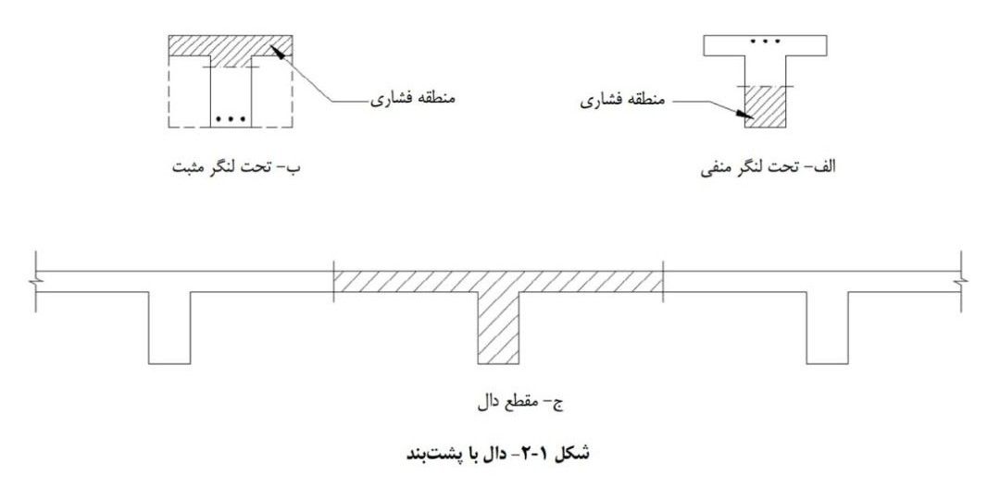 منطقه فشاری
منطقه فشاری
الف- تحت لنگر منفی
ب- تحت لنگر مثبت
ج- مقطع دال
شکل ۱-۲- دال با پشت‌بند